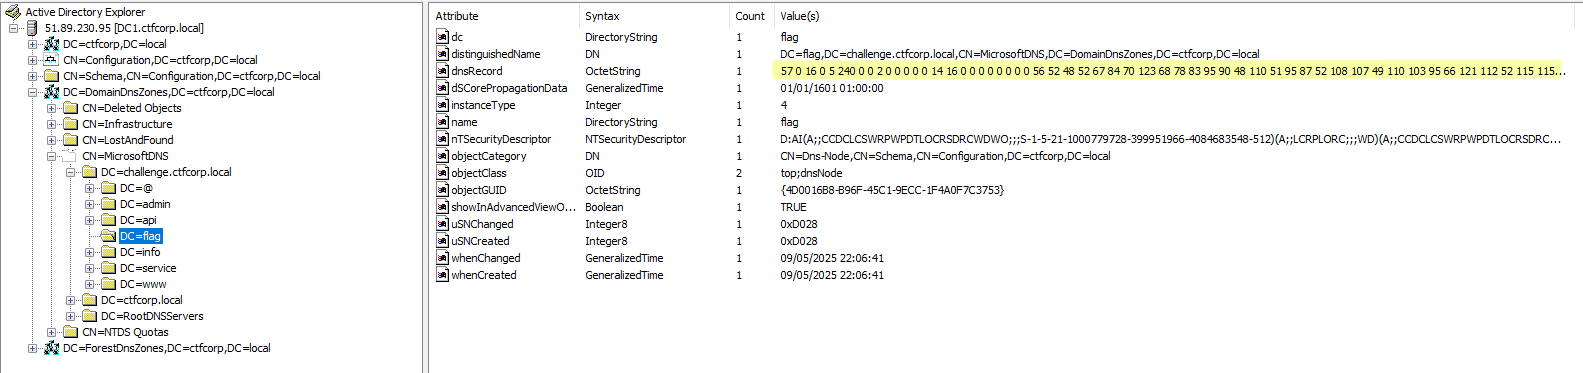 Active Directory Explorer
51.89.230.95 [DC1.ctfcorp.local]
DC=ctfcorp,DC=local
CN=Configuration,DC=ctfcorp,DC=local
CN=Schema,CN=Configuration,DC=ctfcorp,DC=local
DC=DomainDnsZones,DC=ctfcorp,DC=local
CN=Deleted Objects
CN=Infrastructure
CN=LostAndFound
CN=MicrosoftDNS
DC=challenge.ctfcorp.local
DC=@
DC=admin
DC=api
DC=flag
DC=info
DC=service
DC=www
DC=ctfcorp.local
DC=RootDNSServers
CN=NTDS Quotas
DC=ForestDnsZones,DC=ctfcorp,DC=local
Attribute Syntax Count Value(s)
dc DirectoryString 1 flag
distinguishedName DN 1 DC=flag,DC=challenge.ctfcorp.local,CN=MicrosoftDNS,DC=DomainDnsZones,DC=ctfcorp,DC=local
dnsRecord OctetString 1 57 0 16 0 5 240 0 0 2 0 0 0 0 0 14 16 0 0 0 0 0 0 0 0 56 52 48 52 67 84 70 123 68 78 83 95 90 48 110 51 95 87 52 108 107 49 110 103 95 66 121 112 52 115 115...
dSCorePropagationData GeneralizedTime 1 01/01/1601 01:00:00
instanceType Integer 1 4
name DirectoryString 1 flag
nTSecurityDescriptor NTSecurityDescriptor 1 D:AI(A;;CCDCLCSWRPWPDTLOCRSDRCWDWO;;;S-1-5-21-1000779728-399951966-4084683548-512)(A;;LCRPLORC;;;WD)(A;;CCDCLCSWRPWPDTLOCRSDRC...
objectCategory DN 1 CN=Dns-Node,CN=Schema,CN=Configuration,DC=ctfcorp,DC=local
objectClass OID 2 top;dnsNode
objectGUID OctetString 1 {4D0016B8-B96F-45C1-9ECC-1F4A0F7C3753}
showInAdvancedViewO... Boolean 1 TRUE
uSNChanged Integer8 1 0xD028
uSNCreated Integer8 1 0xD028
whenChanged GeneralizedTime 1 09/05/2025 22:06:41
whenCreated GeneralizedTime 1 09/05/2025 22:06:41